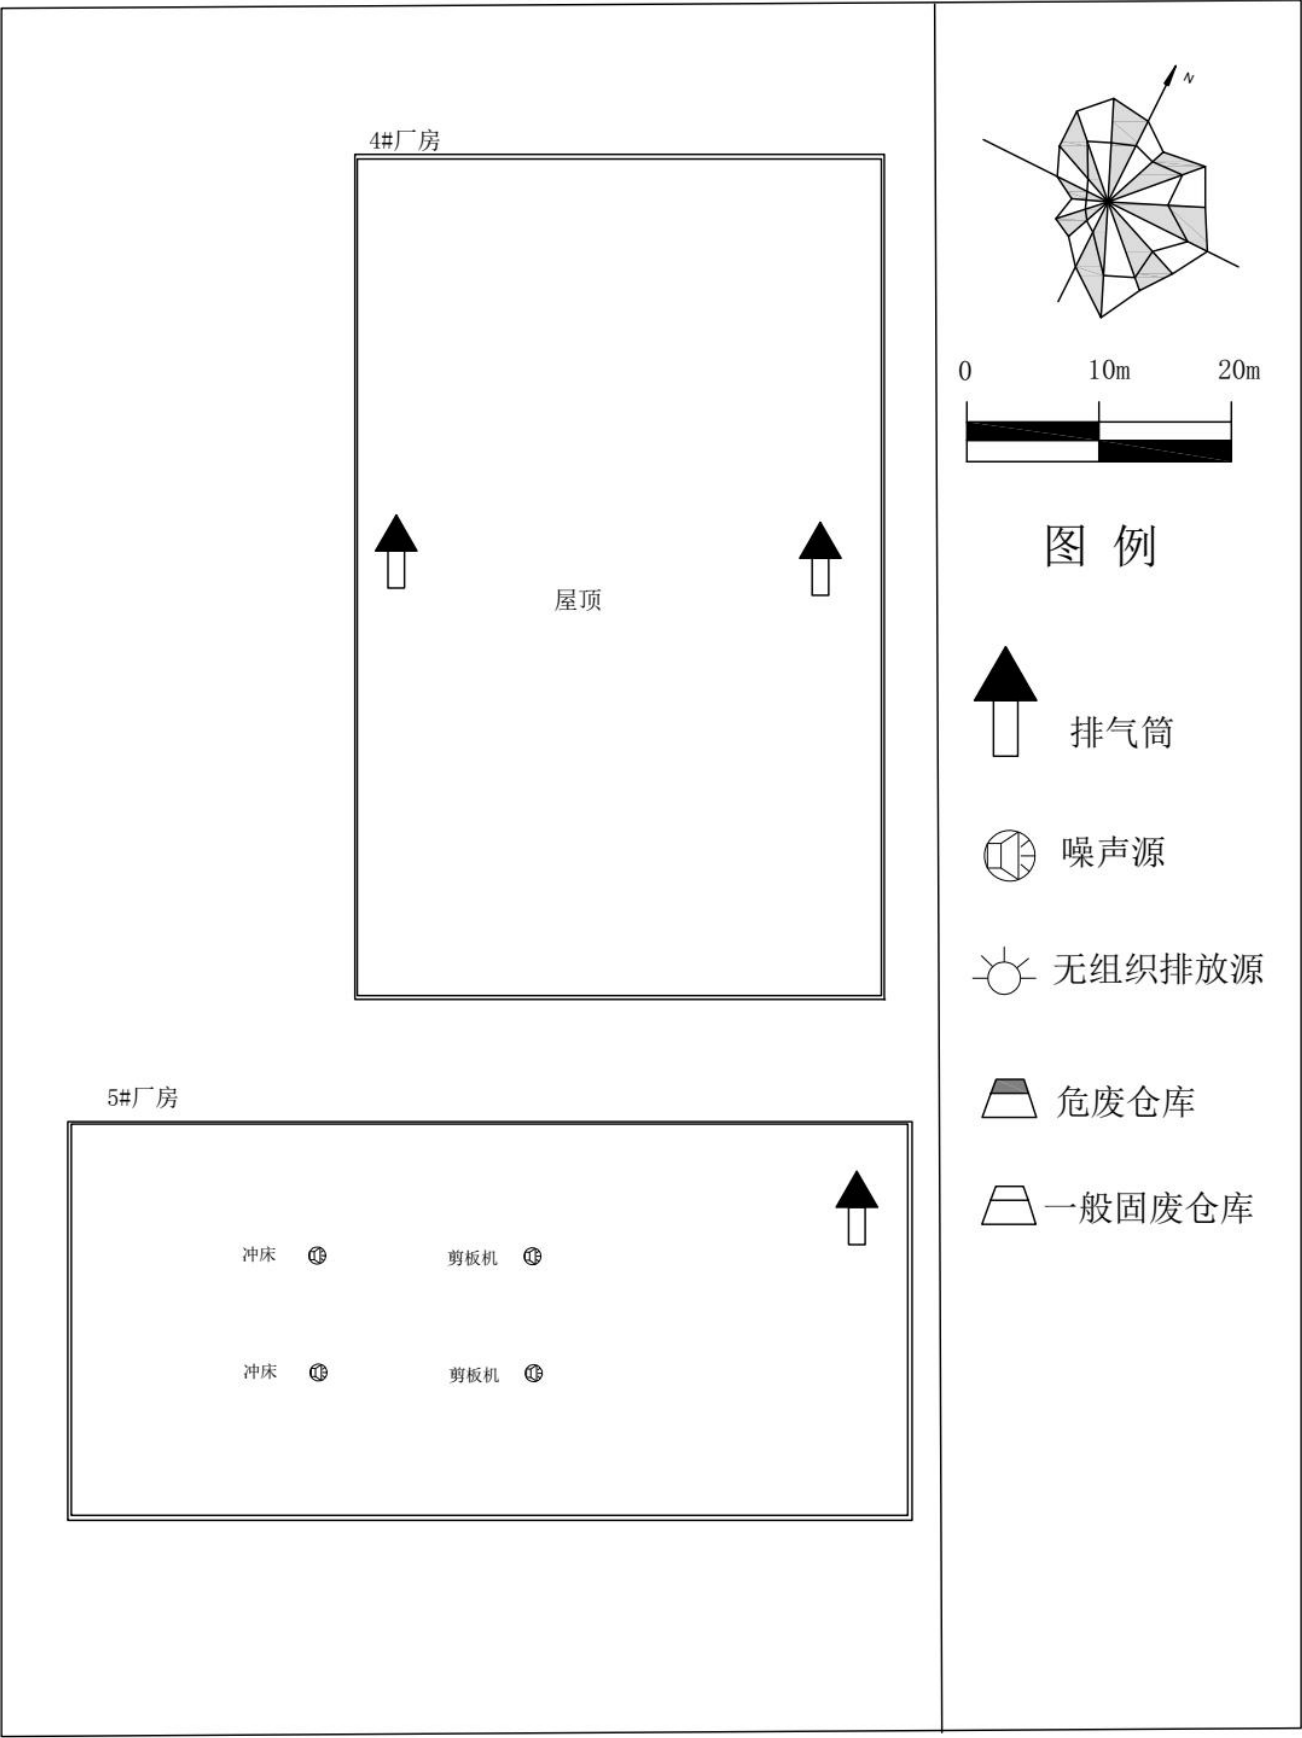 4#厂房
屋顶
5#厂房
冲床
剪板机
冲床
剪板机
N
0
10m
20m
图 例
排气筒
噪声源
无组织排放源
危废仓库
一般固废仓库